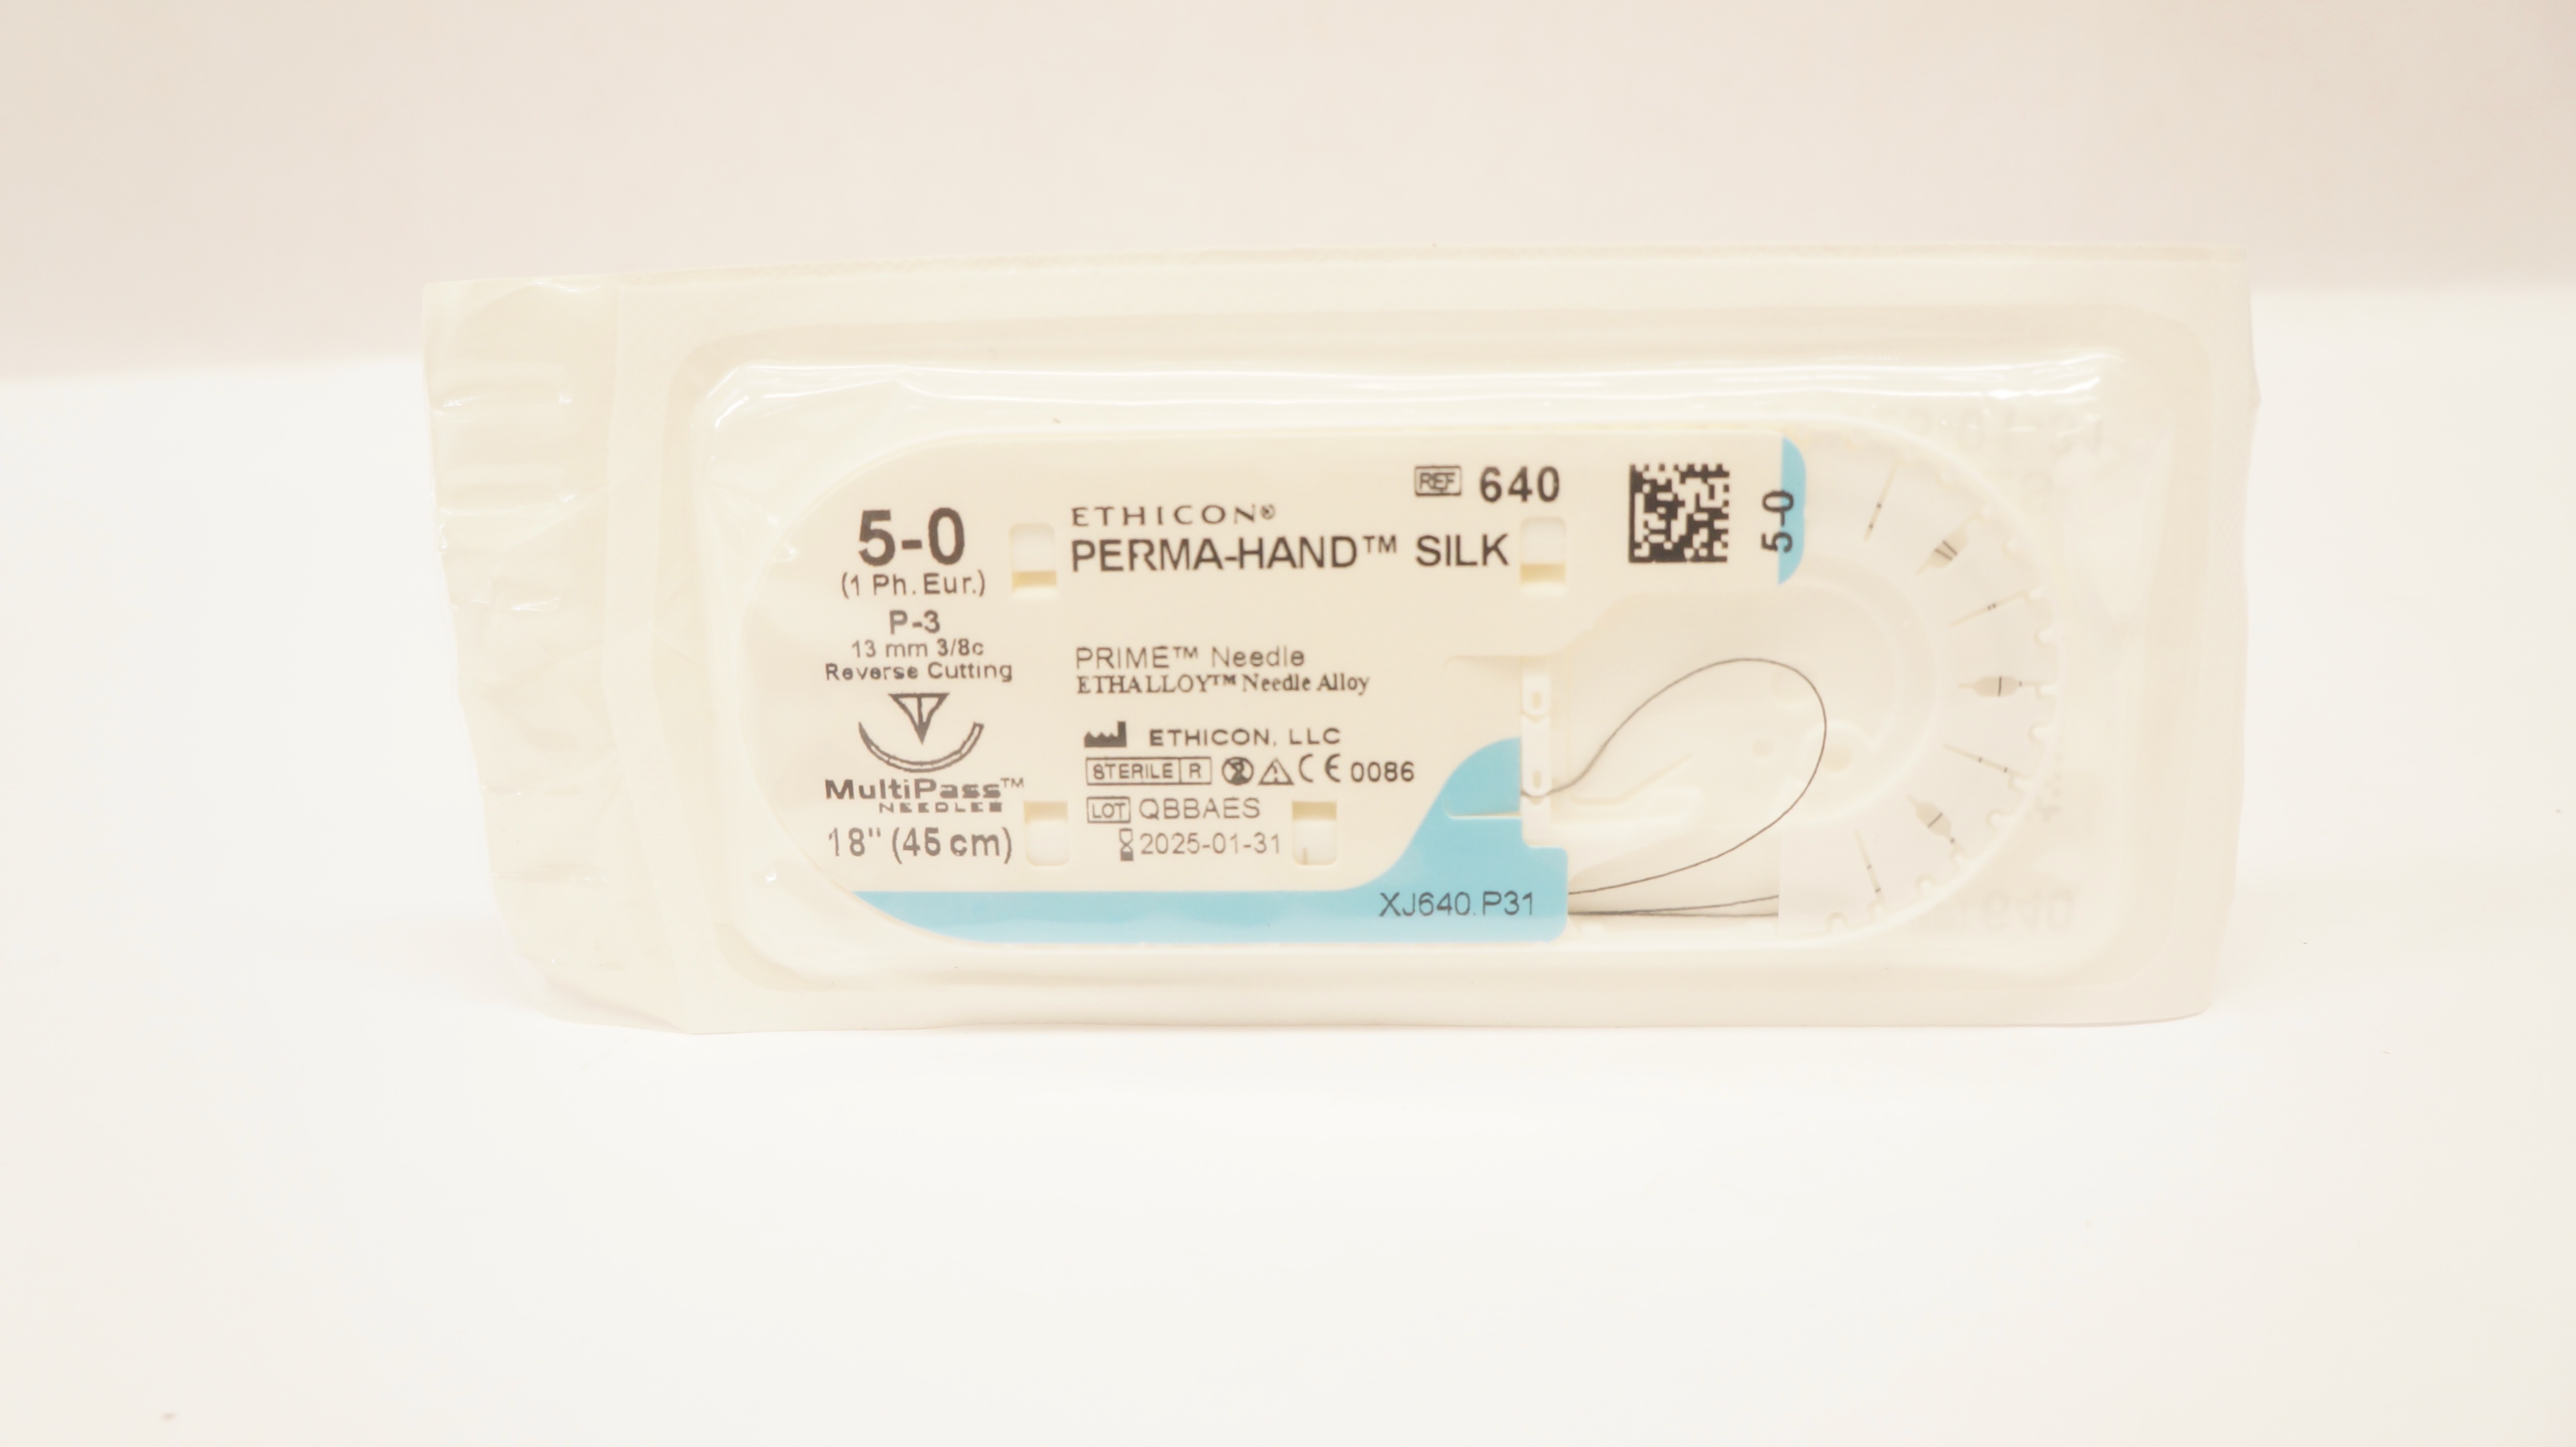 5-0
(1 Ph. Eur.)
P-3
13 mm 3/8c
Reverse Cutting
MultiPass™
NEEDLES
18" (45 cm)
REF 640
ETHICON®
PERMA-HAND™ SILK
PRIME™ Needle
ETHALLOY™ Needle Alloy
ETHICON, LLC
STERILE R 2 CE 0086
LOT QBBAES
2025-01-31
XJ640.P31
5-0